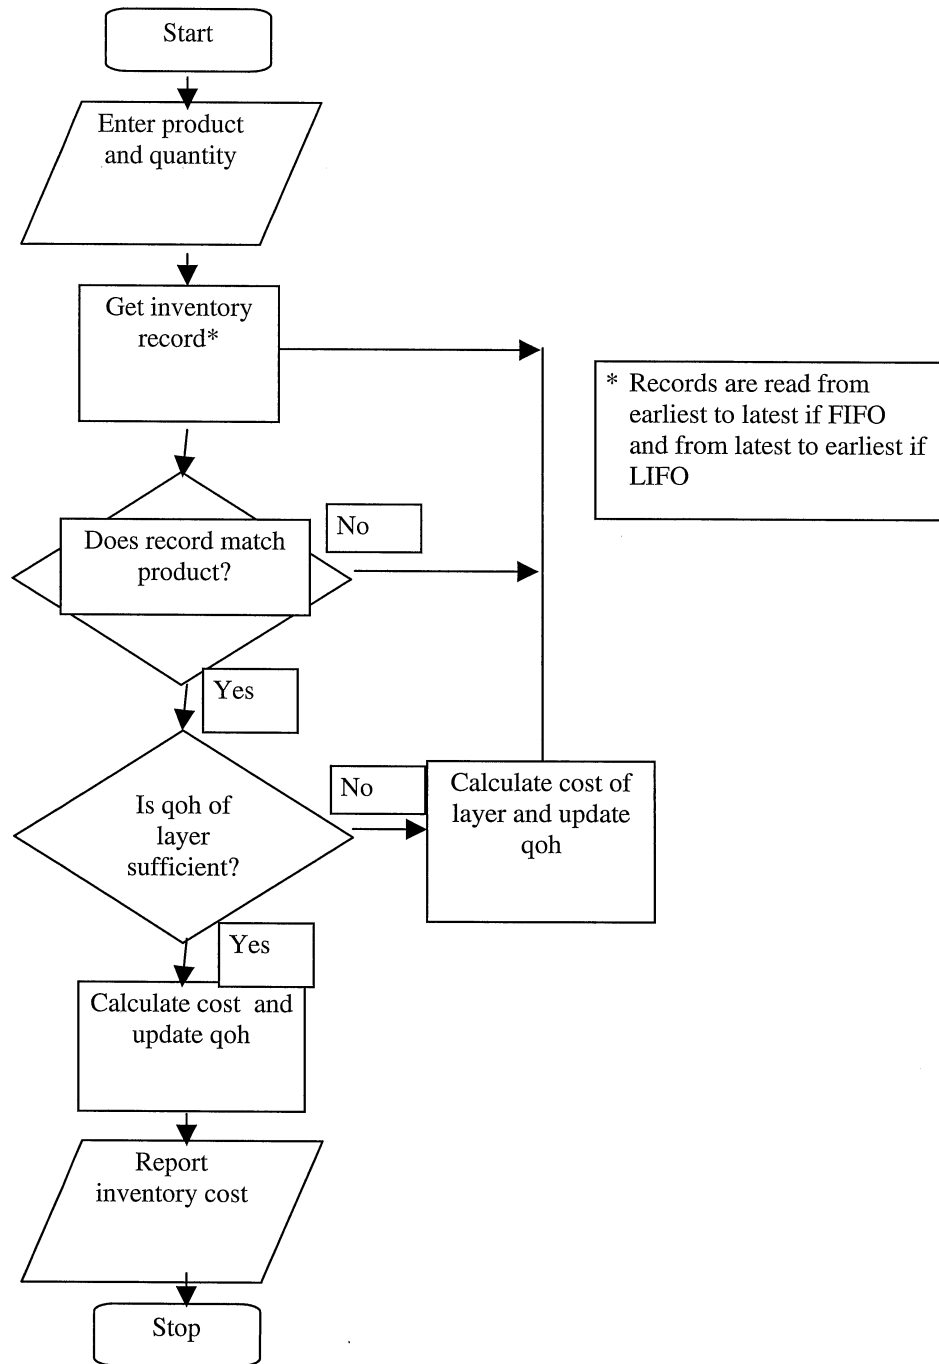 Start
Enter product
and quantity
Get inventory
record*
* Records are read from
earliest to latest if FIFO
and from latest to earliest if
LIFO
Does record match
product?
No
Yes
Is qoh of
layer
sufficient?
No
Calculate cost of
layer and update
qoh
Yes
Calculate cost and
update qoh
Report
inventory cost
Stop